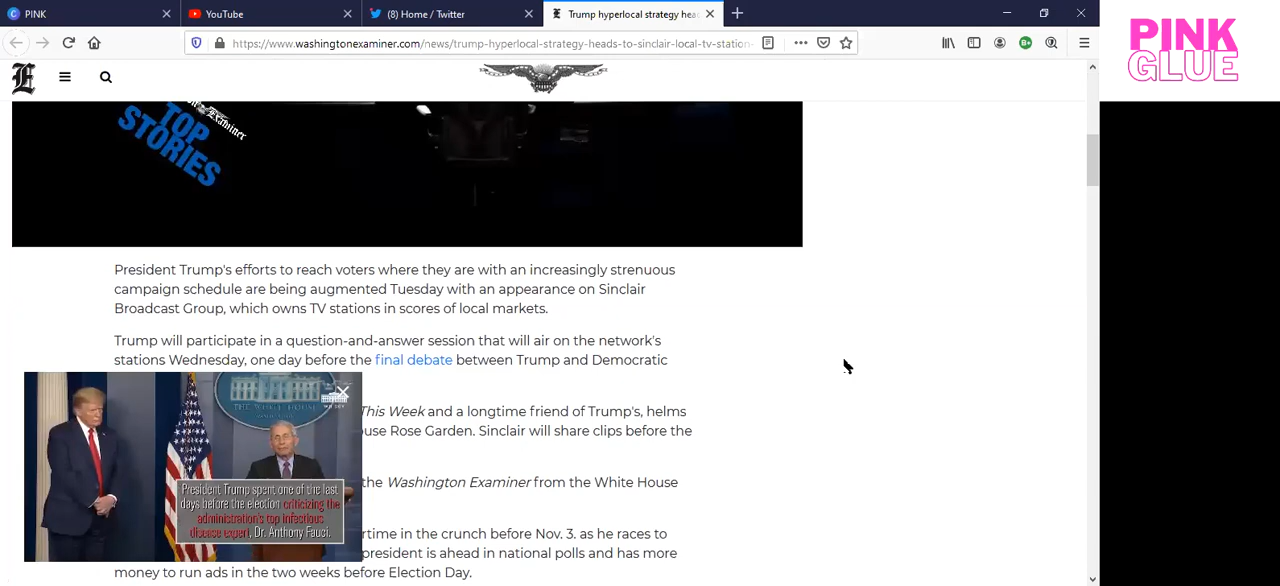 PINK
YouTube
(8) Home / Twitter
Trump hyperlocal strategy hea
PINK
GLUE
https://www.washingtonexaminer.com/news/trump-hyperlocal-strategy-heads-to-sinclair-local-tv-station-
Examiner
TOP
STORIES
President Trump's efforts to reach voters where they are with an increasingly strenuous
campaign schedule are being augmented Tuesday with an appearance on Sinclair
Broadcast Group, which owns TV stations in scores of local markets.
Trump will participate in a question-and-answer session that will air on the network's
stations Wednesday, one day before the final debate between Trump and Democratic
This Week and a longtime friend of Trump's, helms
use Rose Garden. Sinclair will share clips before the
the Washington Examiner from the White House
rtime in the crunch before Nov. 3. as he races to
president is ahead in national polls and has more
money to run ads in the two weeks before Election Day.
THE WHITE HOUSE
President Trump spent one of the last
days before the election criticizing the
administration's top infectious
disease expert, Dr. Anthony Fauci.